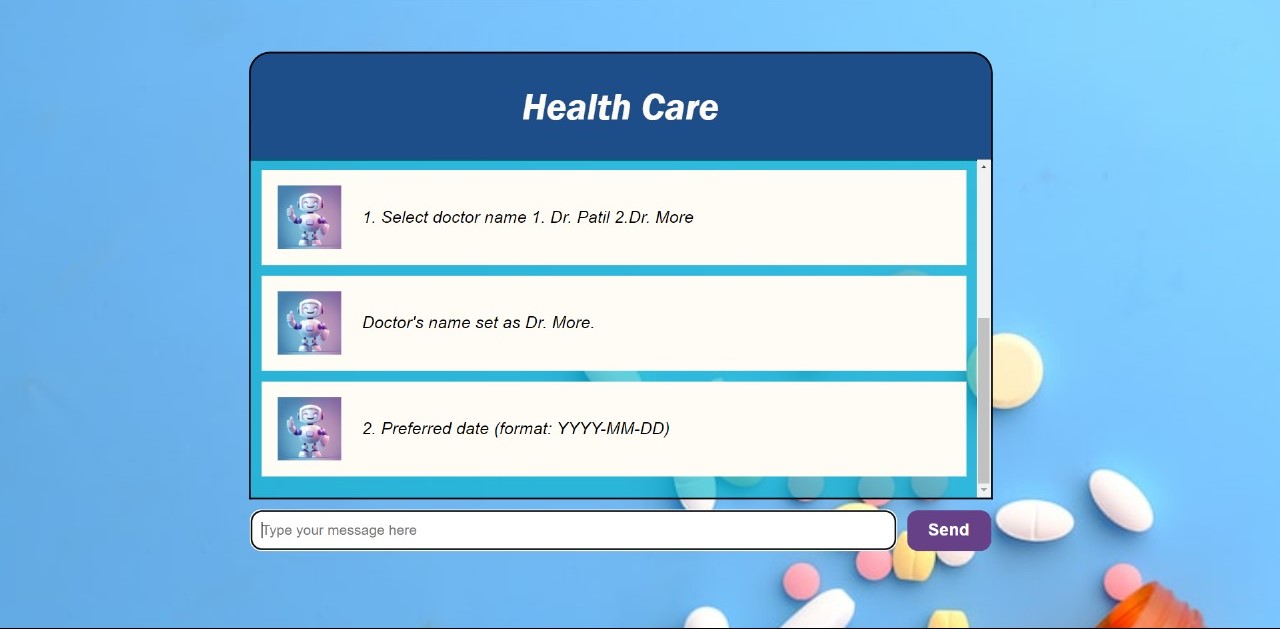 Health Care
1. Select doctor name 1. Dr. Patil 2.Dr. More
Doctor's name set as Dr. More.
2. Preferred date (format: YYYY-MM-DD)
Type your message here
Send